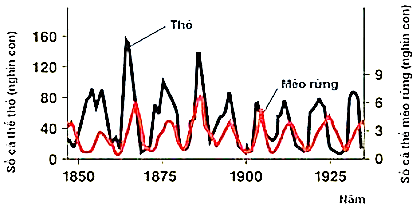 Số cá thể thỏ (nghìn con)
160
120
80
40
0
Thỏ
Mèo rừng
9
6
3
0
Số cá thể mèo rừng (nghìn con)
1850
1875
1900
1925
Năm